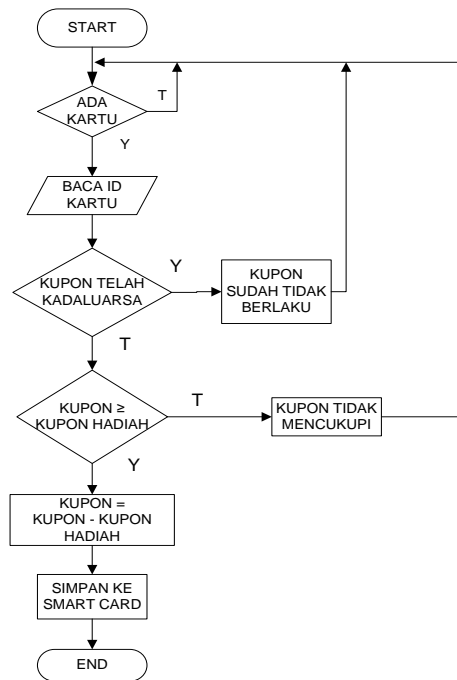 START
ADA
KARTU
T
Y
BACA ID
KARTU
KUPON TELAH
KADALUARSA
Y
KUPON
SUDAH TIDAK
BERLAKU
T
KUPON ≥
KUPON HADIAH
T
KUPON TIDAK
MENCUKUPI
Y
KUPON =
KUPON - KUPON
HADIAH
SIMPAN KE
SMART CARD
END